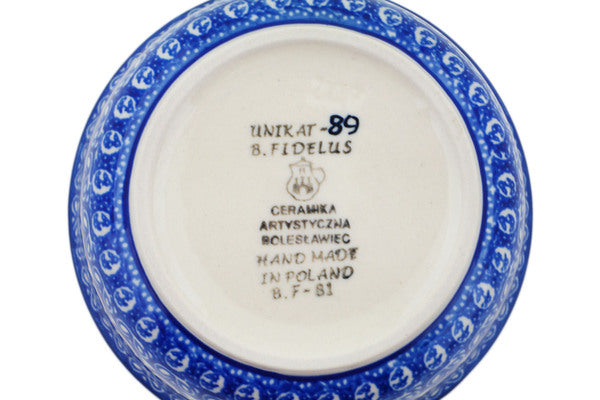 UNIKAT-89
B. FIDELUS
CERAMIKA
ARTYSTYCZNA
BOLESŁAWIEC
HAND MADE
IN POLAND
B.F-81